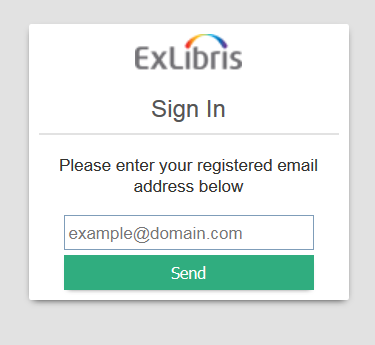 ExLibris
Sign In
Please enter your registered email
address below
example@domain.com
Send